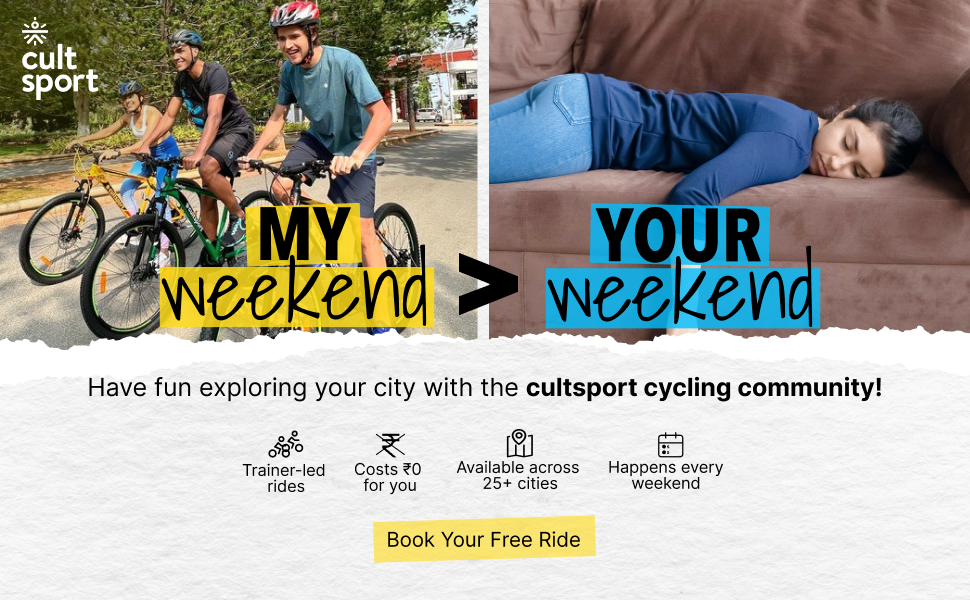 cult
sport
MY
weekend
>
YOUR
weekend
Have fun exploring your city with the cultsport cycling community!
Trainer-led
rides
Costs ₹0
for you
Available across
25+ cities
Happens every
weekend
Book Your Free Ride